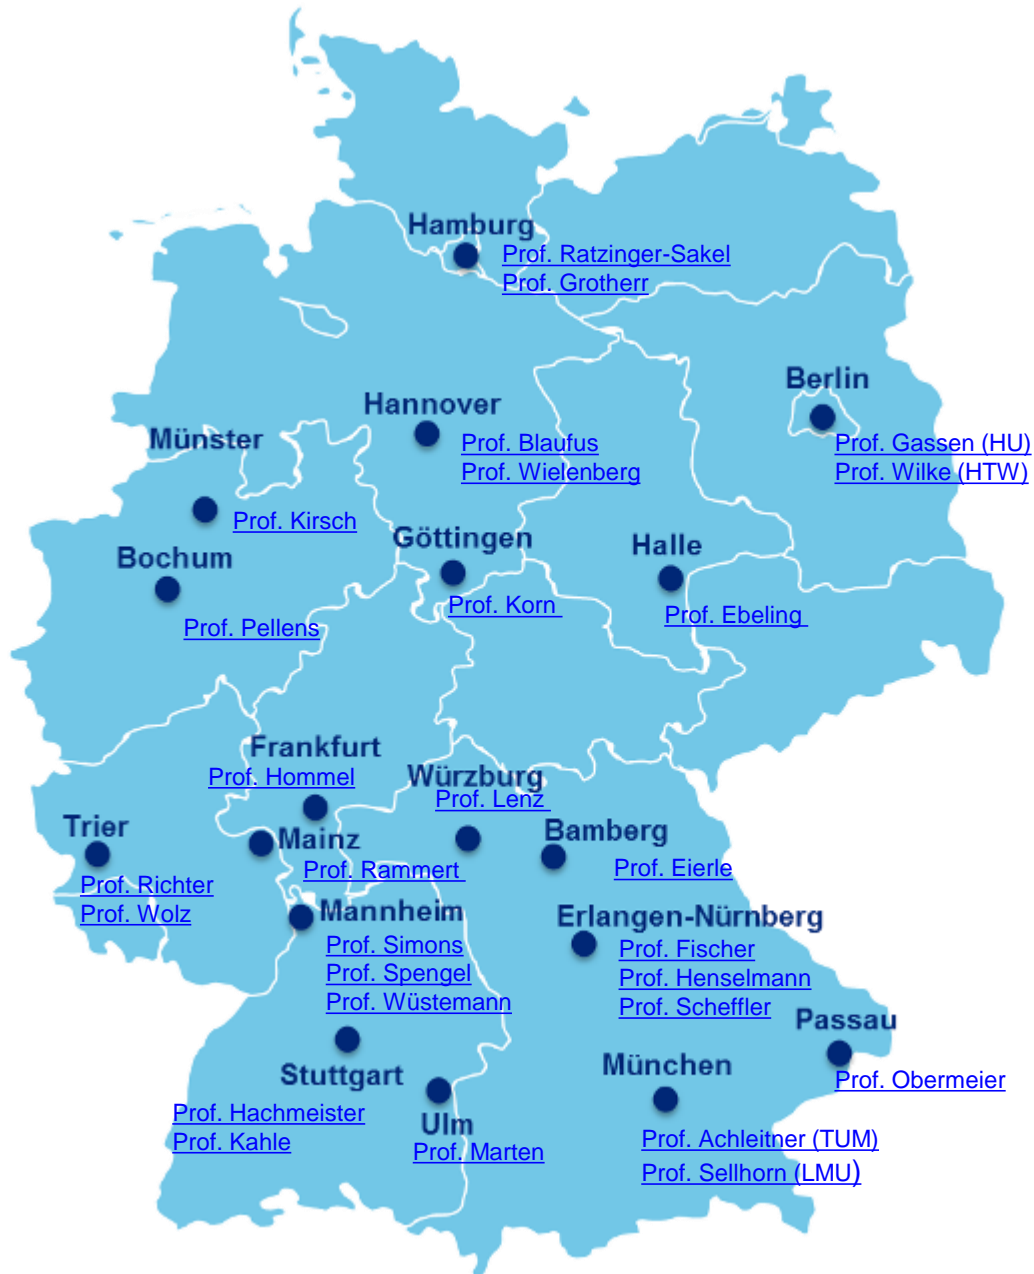 Hamburg
Prof. Ratzinger-Sakel
Prof. Grotherr
Berlin
Prof. Gassen (HU)
Prof. Wilke (HTW)
Hannover
Prof. Blaufus
Prof. Wielenberg
Münster
Prof. Kirsch
Bochum
Prof. Pellens
Göttingen
Prof. Korn
Halle
Prof. Ebeling
Frankfurt
Prof. Hommel
Würzburg
Prof. Lenz
Trier
Prof. Richter
Prof. Wolz
Mainz
Prof. Rammert
Bamberg
Prof. Eierle
Mannheim
Prof. Simons
Prof. Spengel
Prof. Wüstemann
Erlangen-Nürnberg
Prof. Fischer
Prof. Henselmann
Prof. Scheffler
Passau
Prof. Obermeier
Stuttgart
Prof. Hachmeister
Prof. Kahle
Ulm
Prof. Marten
München
Prof. Achleitner (TUM)
Prof. Sellhorn (LMU)